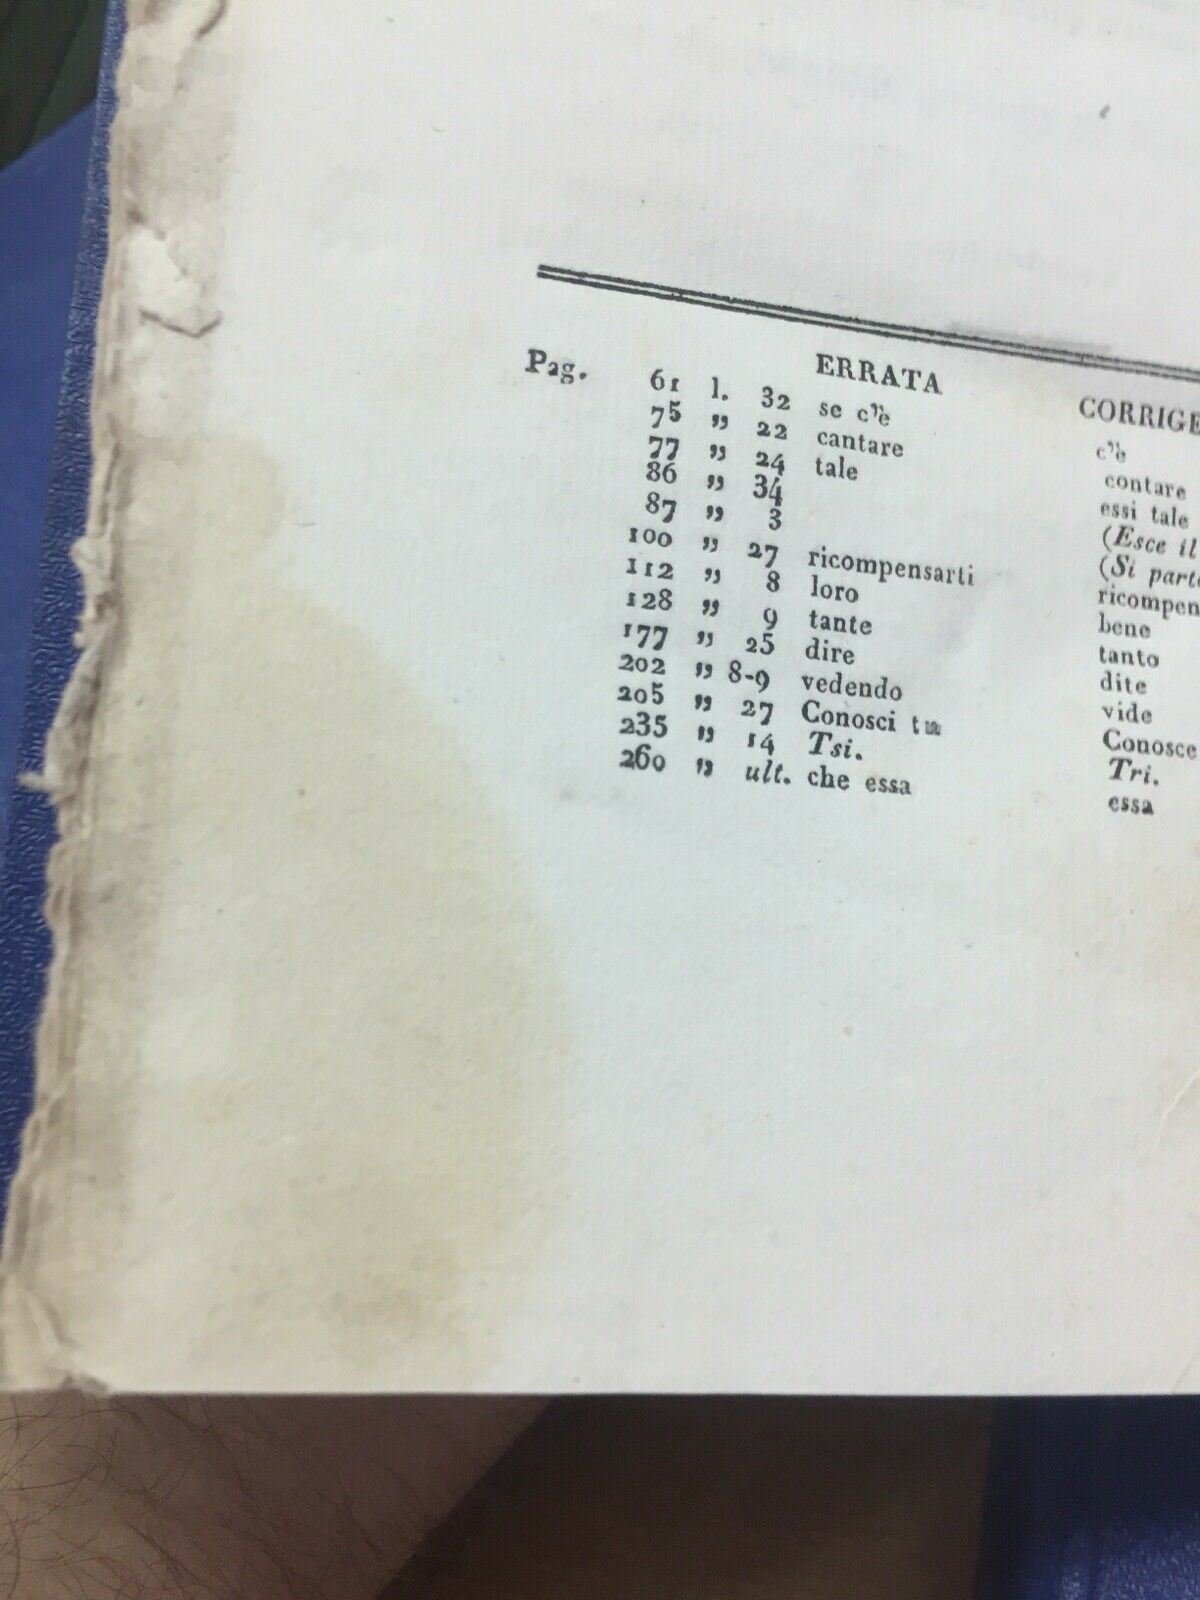 ERRATA CORRIGE
Pag. 61 l. 32 se c'è c'è
75 „ 22 cantare contare
77 „ 24 tale essi tale
86 „ 34 (Esce il
87 „ 3 (Si parte
100 „ 27 ricompensarti ricompen
112 „ 8 loro bene
128 „ 9 tante tanto
177 „ 25 dire dite
202 „ 8-9 vedendo vide
205 „ 27 Conosci tu Conosce
235 „ 14 Tsi. Tri.
260 „ ult. che essa essa